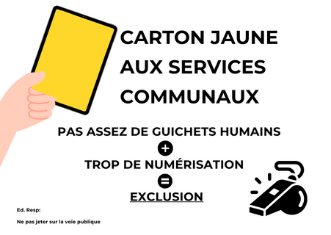 CARTON JAUNE
AUX SERVICES
COMMUNAUX
PAS ASSEZ DE GUICHETS HUMAINS
+
TROP DE NUMÉRISATION
=
EXCLUSION
Ed. Resp:
Ne pas jeter sur la voie publique